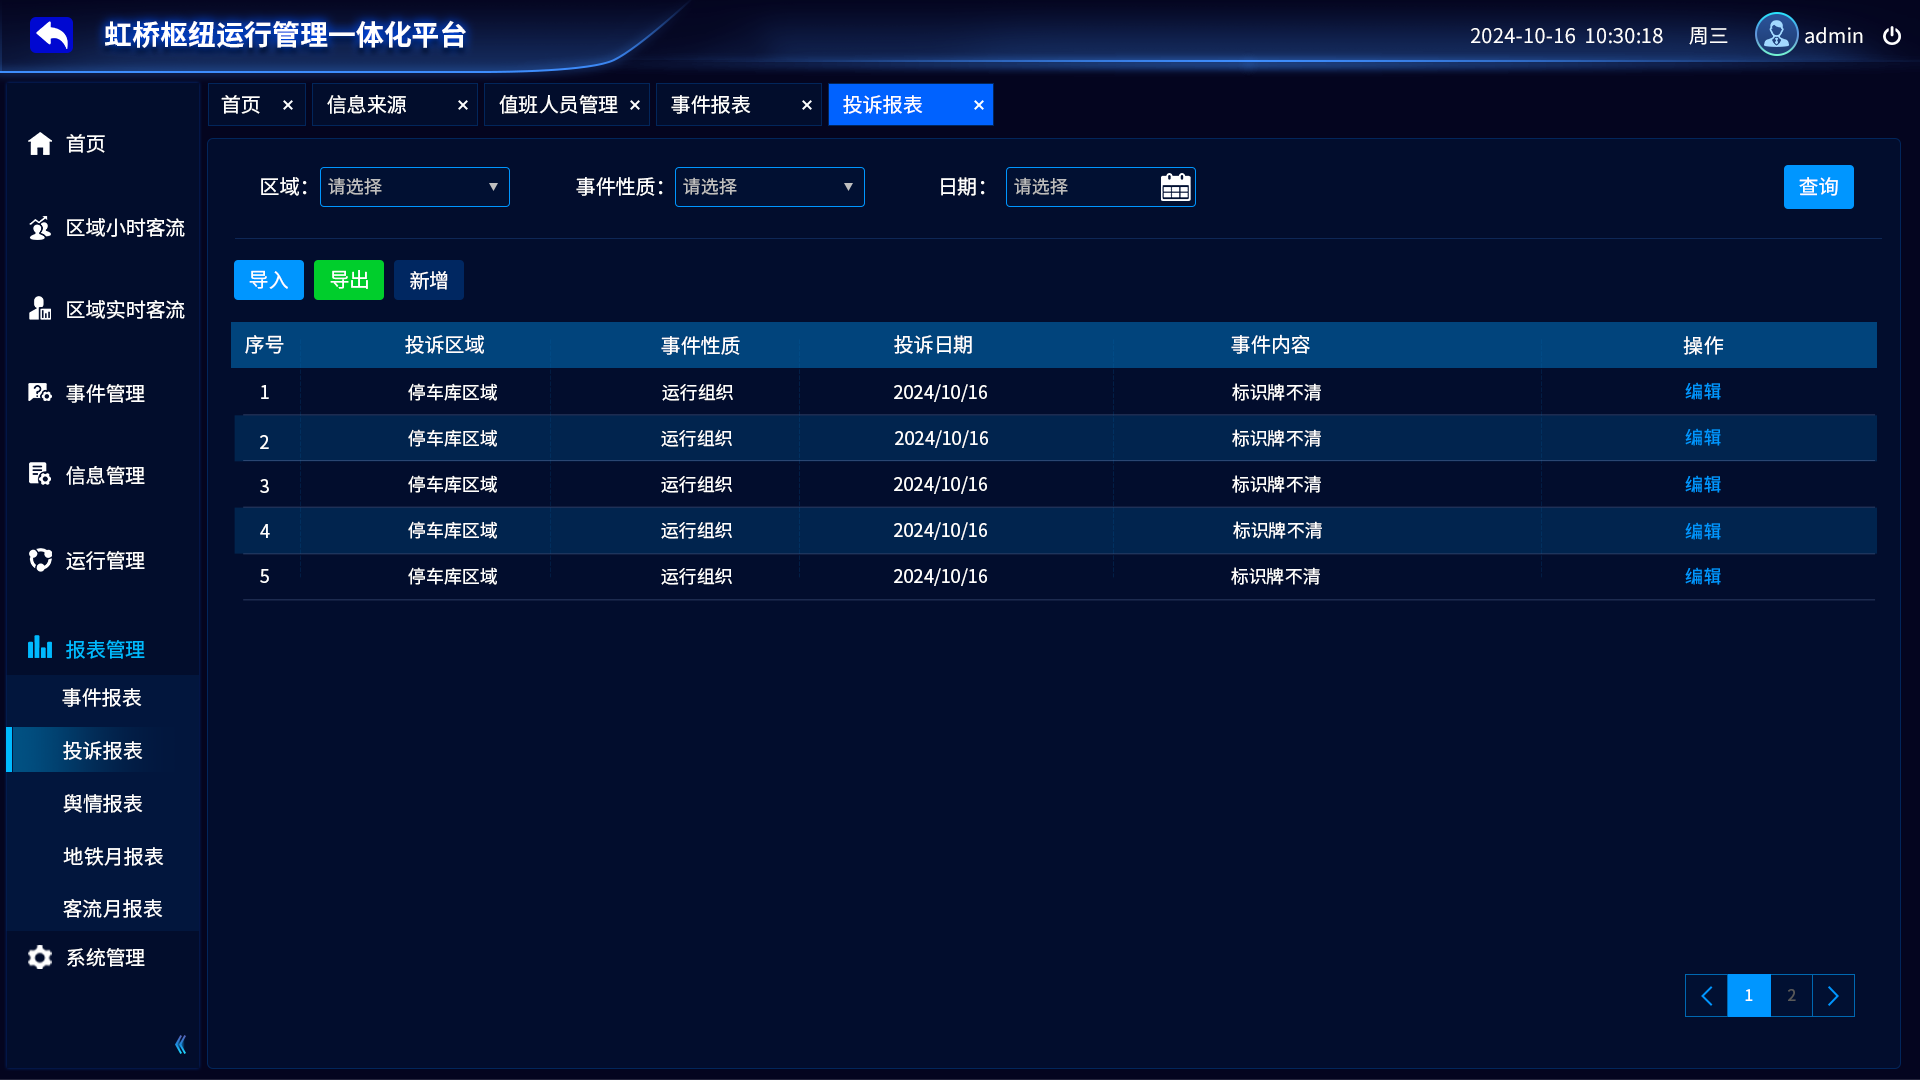 虹桥枢纽运行管理一体化平台
2024-10-16 10:30:18 周三 admin
首页 × 信息来源 × 值班人员管理 × 事件报表 × 投诉报表 ×
首页
区域小时客流
区域实时客流
事件管理
信息管理
运行管理
报表管理
事件报表
投诉报表
舆情报表
地铁月报表
客流月报表
系统管理
区域： 请选择 事件性质： 请选择 日期： 请选择 查询
导入 导出 新增
序号 投诉区域 事件性质 投诉日期 事件内容 操作
1 停车库区域 运行组织 2024/10/16 标识牌不清 编辑
2 停车库区域 运行组织 2024/10/16 标识牌不清 编辑
3 停车库区域 运行组织 2024/10/16 标识牌不清 编辑
4 停车库区域 运行组织 2024/10/16 标识牌不清 编辑
5 停车库区域 运行组织 2024/10/16 标识牌不清 编辑
1 2